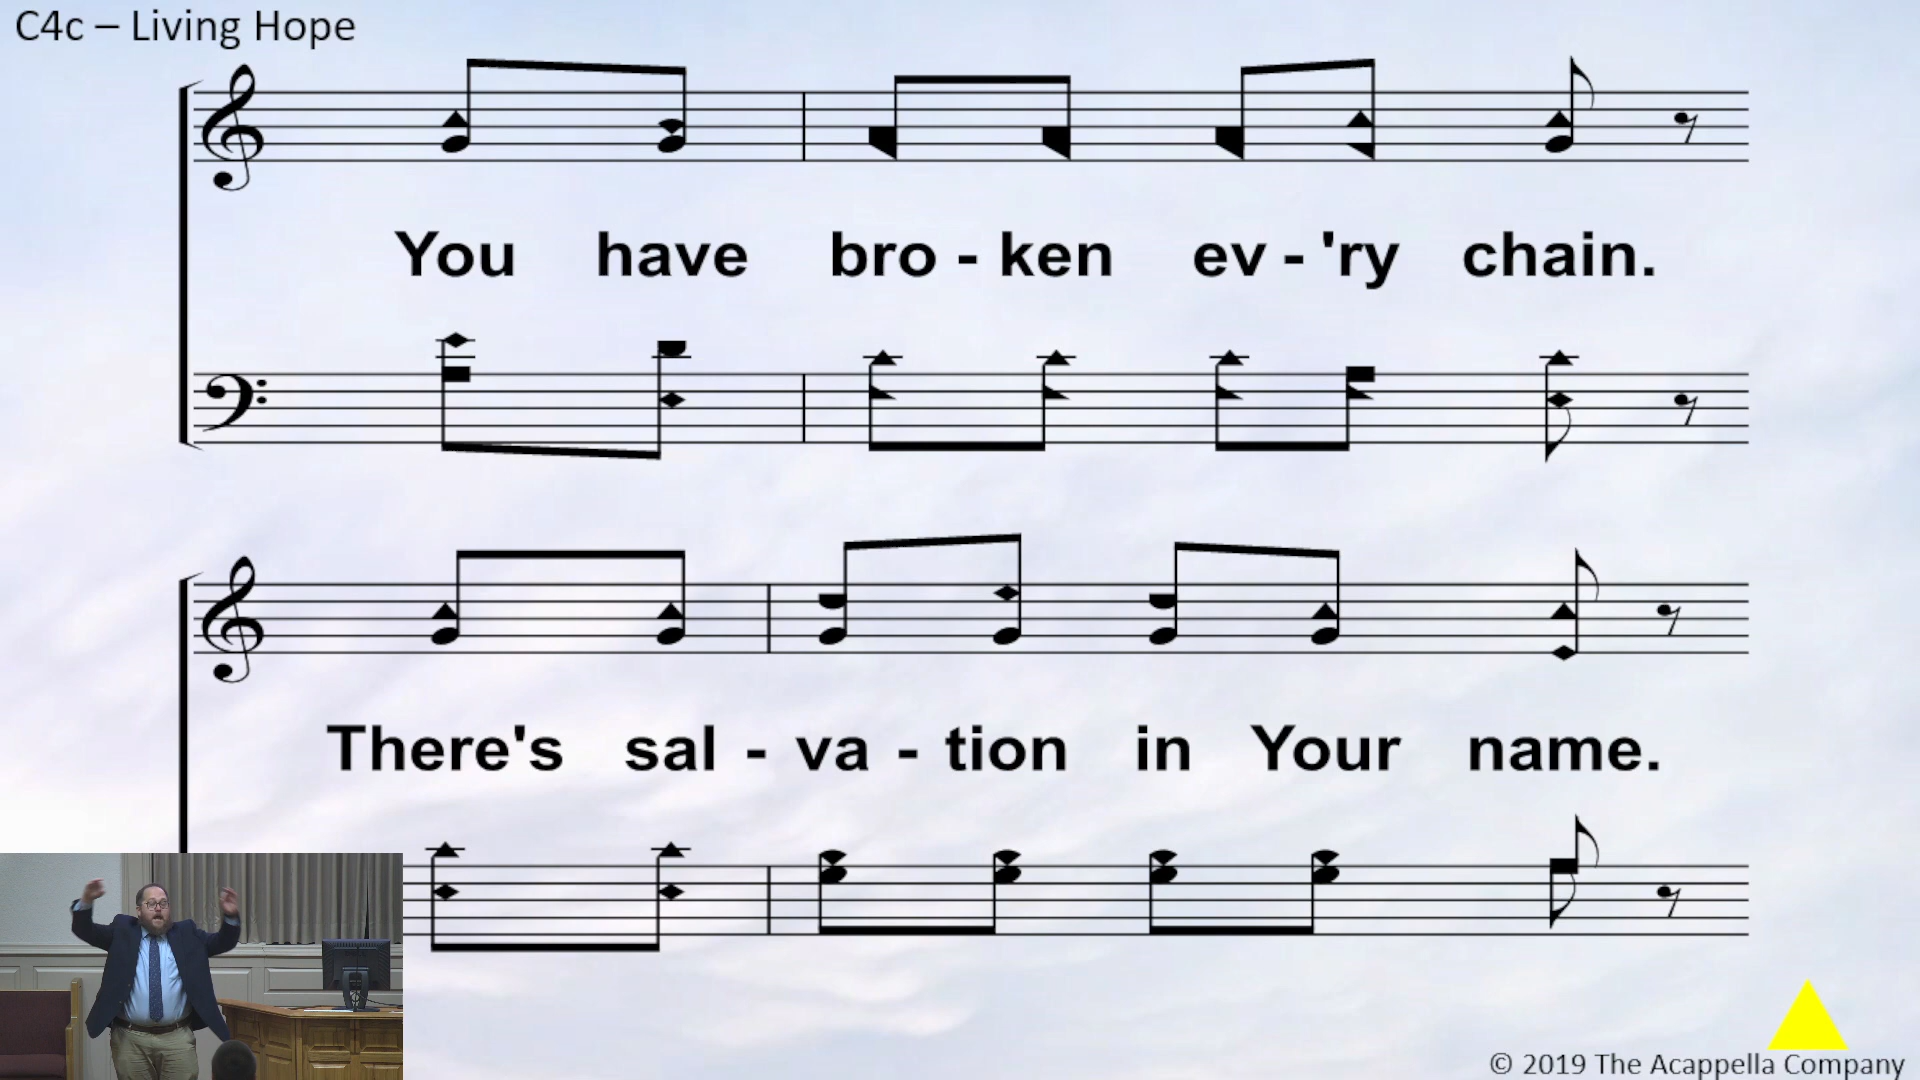 C4c – Living Hope
You have bro - ken ev - 'ry chain.
There's sal - va - tion in Your name.
© 2019 The Acappella Company